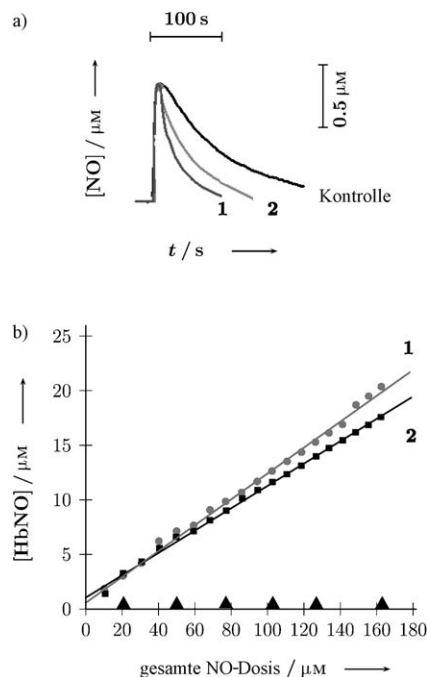 a)
100 s
[NO] / µM
0.5 µM
1
2
Kontrolle
t / s
b)
25
20
15
10
5
0
[HbNO] / µM
1
2
0 20 40 60 80 100 120 140 160 180
gesamte NO-Dosis / µM